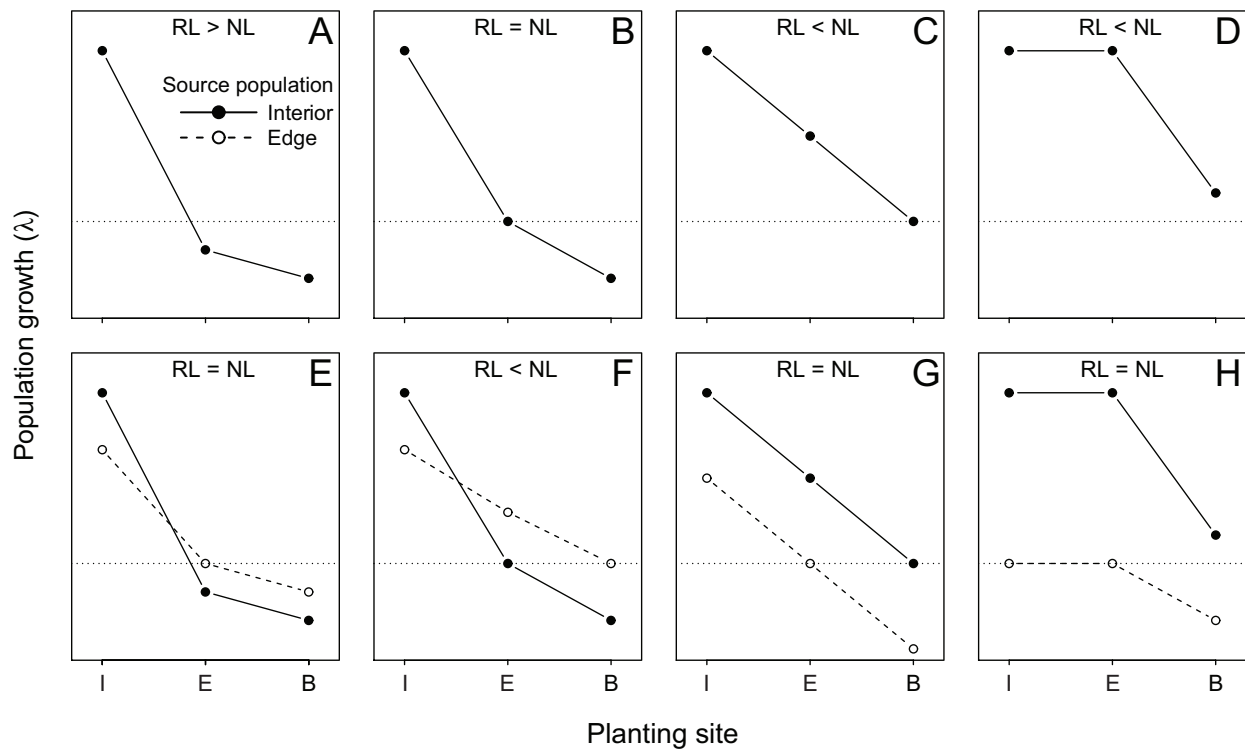 RL > NL A
RL = NL B
RL < NL C
RL < NL D
Source population
Interior
Edge
I E B
I E B
I E B
I E B
RL = NL E
RL < NL F
RL = NL G
RL = NL H
I E B
I E B
I E B
I E B
Population growth (λ)
Planting site